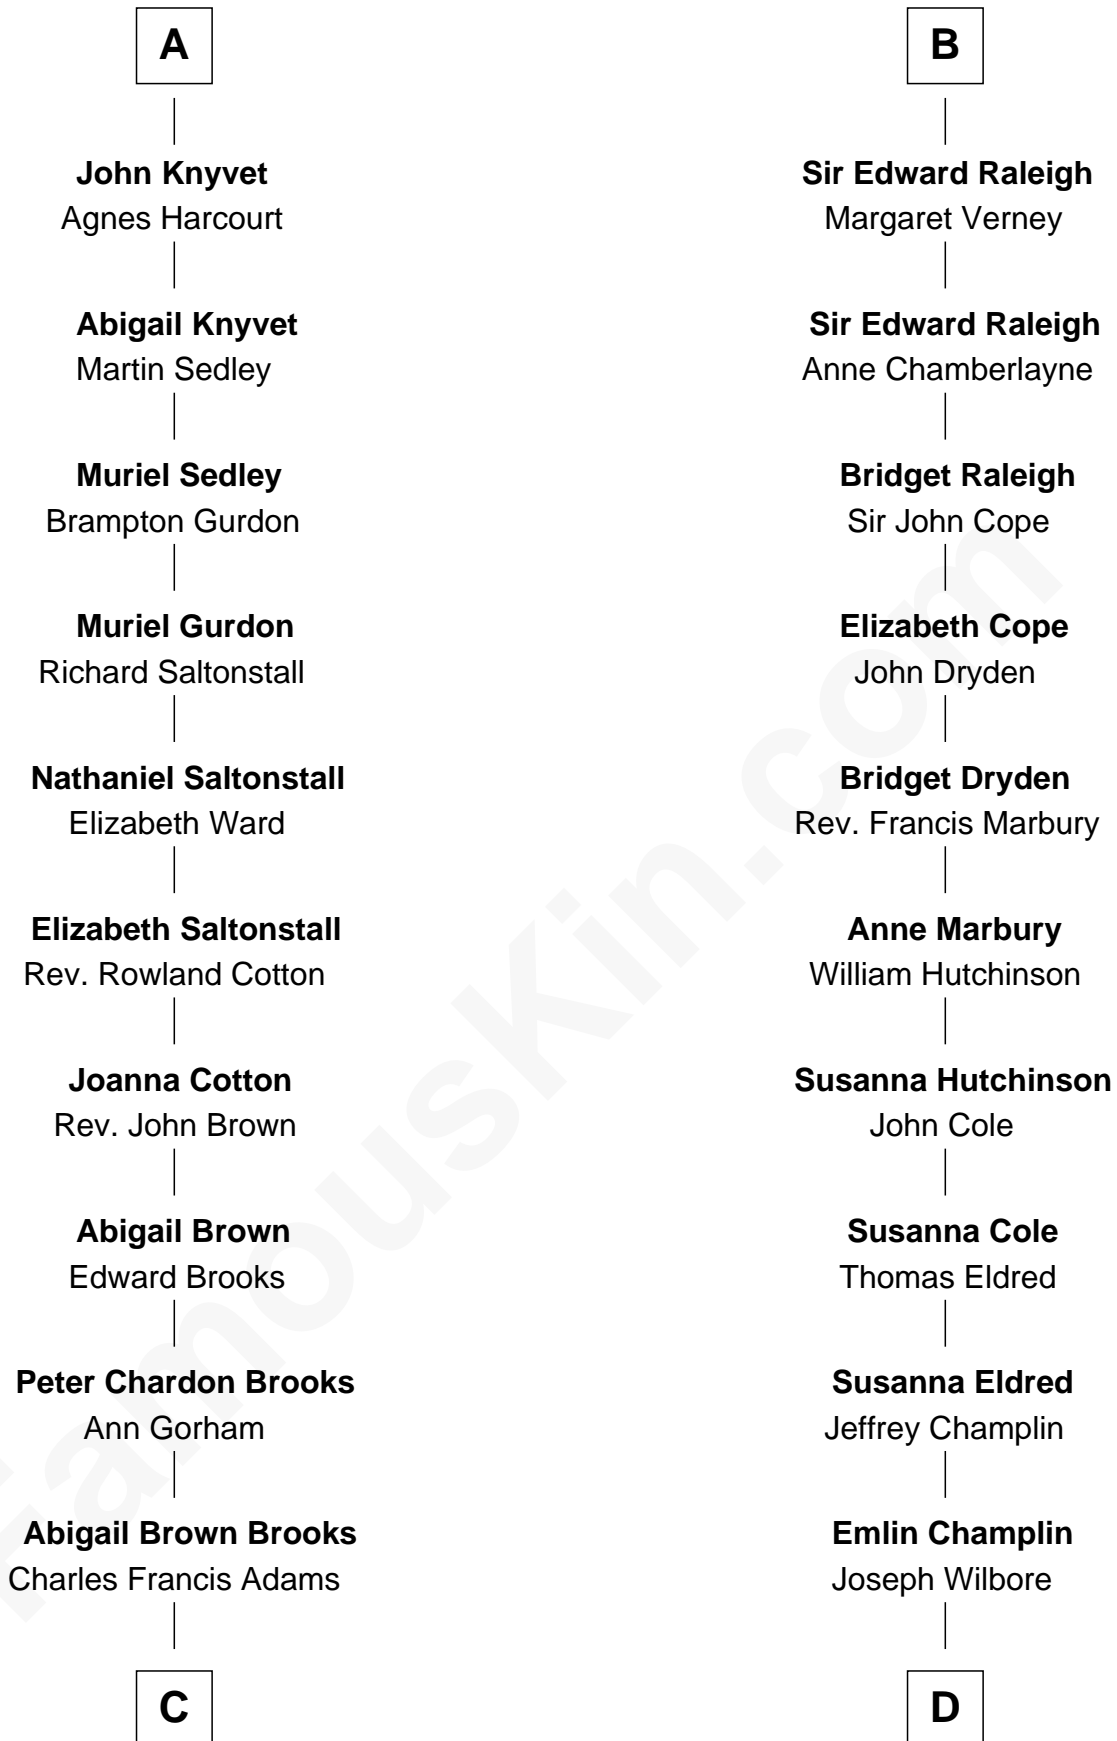 A
John Knyvet
Agnes Harcourt
Abigail Knyvet
Martin Sedley
Muriel Sedley
Brampton Gurdon
Muriel Gurdon
Richard Saltonstall
Nathaniel Saltonstall
Elizabeth Ward
Elizabeth Saltonstall
Rev. Rowland Cotton
Joanna Cotton
Rev. John Brown
Abigail Brown
Edward Brooks
Peter Chardon Brooks
Ann Gorham
Abigail Brown Brooks
Charles Francis Adams
C
B
Sir Edward Raleigh
Margaret Verney
Sir Edward Raleigh
Anne Chamberlayne
Bridget Raleigh
Sir John Cope
Elizabeth Cope
John Dryden
Bridget Dryden
Rev. Francis Marbury
Anne Marbury
William Hutchinson
Susanna Hutchinson
John Cole
Susanna Cole
Thomas Eldred
Susanna Eldred
Jeffrey Champlin
Emlin Champlin
Joseph Wilbore
D
FamousKin.com